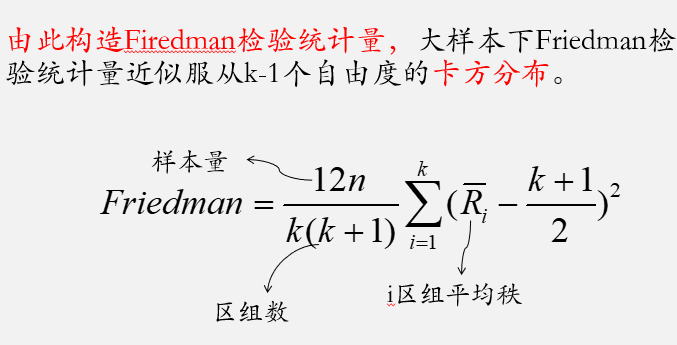 由此构造Firedman检验统计量，大样本下Friedman检
验统计量近似服从k-1个自由度的卡方分布。
样本量
Friedman = \frac{12n}{k(k+1)} \sum_{i=1}^{k} (\overline{R}_i - \frac{k+1}{2})^2
区组数
i区组平均秩